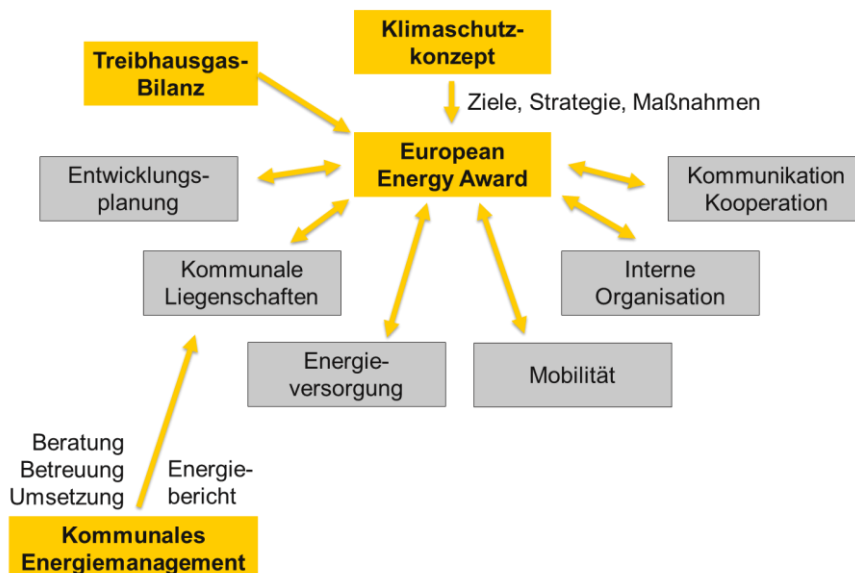 Klimaschutz-
konzept
Treibhausgas-
Bilanz
Ziele, Strategie, Maßnahmen
European
Energy Award
Entwicklungs-
planung
Kommunikation
Kooperation
Kommunale
Liegenschaften
Interne
Organisation
Energie-
versorgung
Mobilität
Beratung
Betreuung
Umsetzung
Energie-
bericht
Kommunales
Energiemanagement